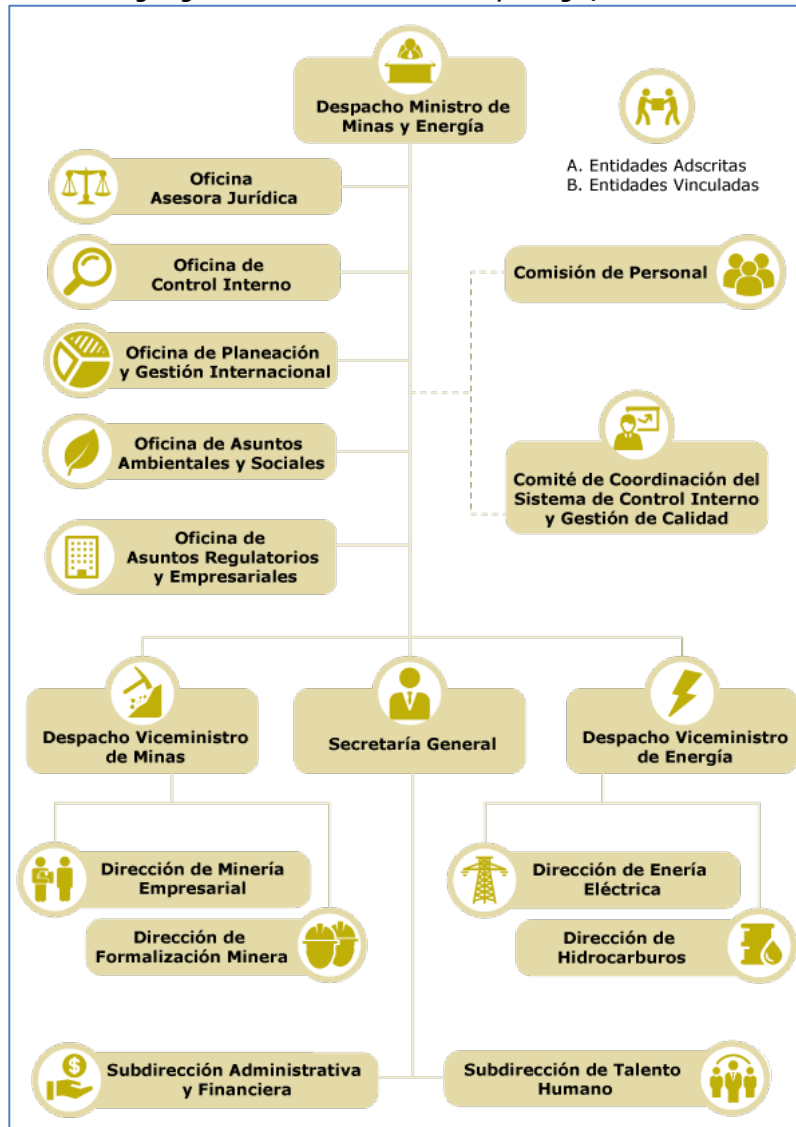 Despacho Ministro de
Minas y Energía
A. Entidades Adscritas
B. Entidades Vinculadas
Oficina
Asesora Jurídica
Oficina de
Control Interno
Comisión de Personal
Oficina de Planeación
y Gestión Internacional
Oficina de Asuntos
Ambientales y Sociales
Comité de Coordinación del
Sistema de Control Interno
y Gestión de Calidad
Oficina de
Asuntos Regulatorios
y Empresariales
Despacho Viceministro
de Minas
Secretaría General
Despacho Viceministro
de Energía
Dirección de Minería
Empresarial
Dirección de
Formalización Minera
Dirección de Enería
Eléctrica
Dirección de
Hidrocarburos
Subdirección Administrativa
y Financiera
Subdirección de Talento
Humano